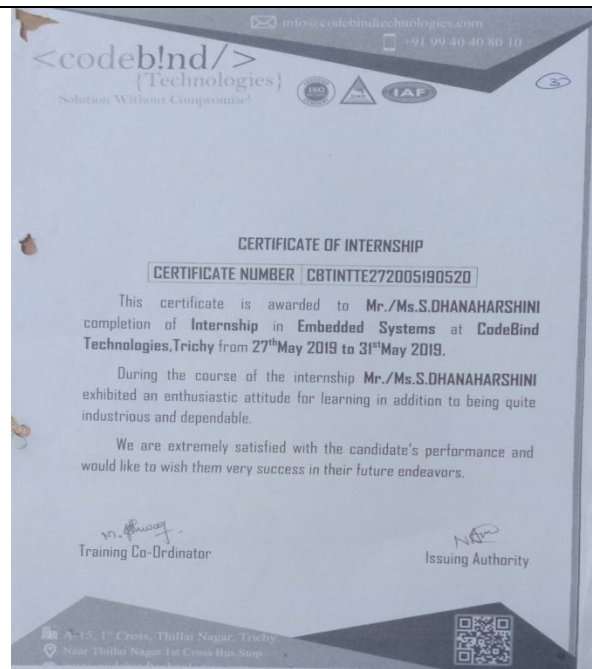 info@codebindtechnologies.com
+91 99 40 40 80 10
<codeb!nd/>
{Technologies}
Solution Without Compromise!
ISO
IAF
3
CERTIFICATE OF INTERNSHIP
CERTIFICATE NUMBER CBTINTTE272005190520
This certificate is awarded to Mr./Ms.S.DHANAHARSHINI
completion of Internship in Embedded Systems at CodeBind
Technologies,Trichy from 27thMay 2019 to 31stMay 2019.
During the course of the internship Mr./Ms.S.DHANAHARSHINI
exhibited an enthusiastic attitude for learning in addition to being quite
industrious and dependable.
We are extremely satisfied with the candidate's performance and
would like to wish them very success in their future endeavors.
Training Co-Ordinator
Issuing Authority
A-15, 1st Cross, Thillai Nagar, Trichy.
Near Thillai Nagar 1st Cross Bus Stop